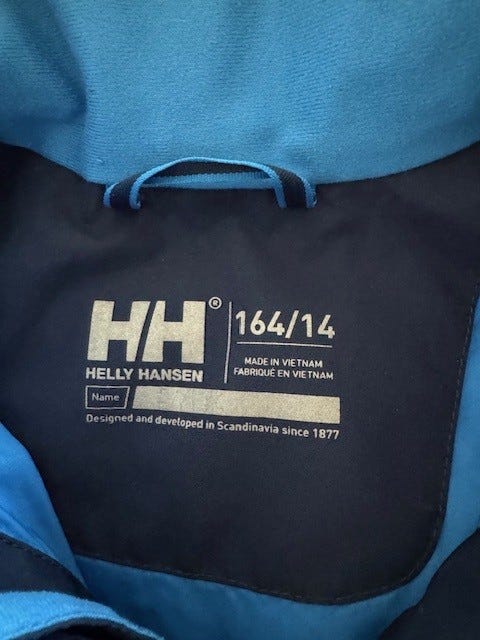 HH® 164/14
HELLY HANSEN
MADE IN VIETNAM
FABRIQUÉ EN VIETNAM
Name
Designed and developed in Scandinavia since 1877